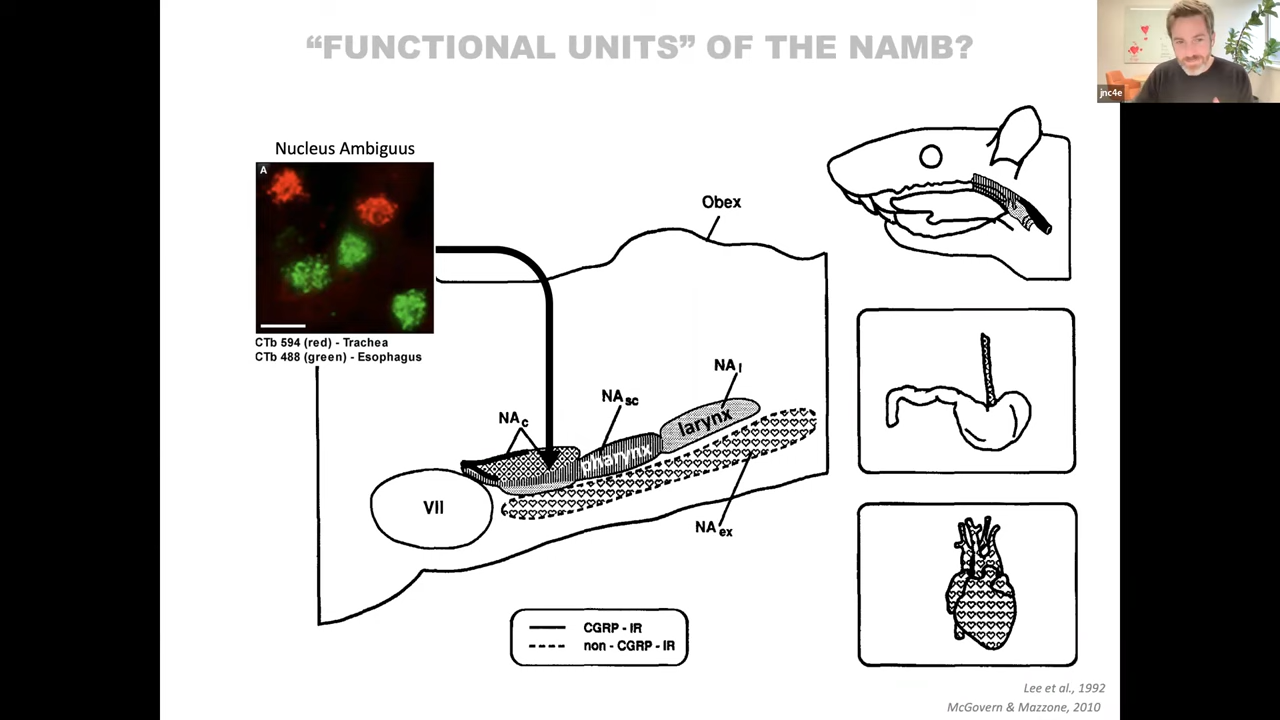 “FUNCTIONAL UNITS” OF THE NAMB?
jnc4e
Nucleus Ambiguus
A
CTb 594 (red) - Trachea
CTb 488 (green) - Esophagus
Obex
NAl
NAsc
NAc
larynx
pharynx
VII
NAex
CGRP - IR
non - CGRP - IR
Lee et al., 1992
McGovern & Mazzone, 2010